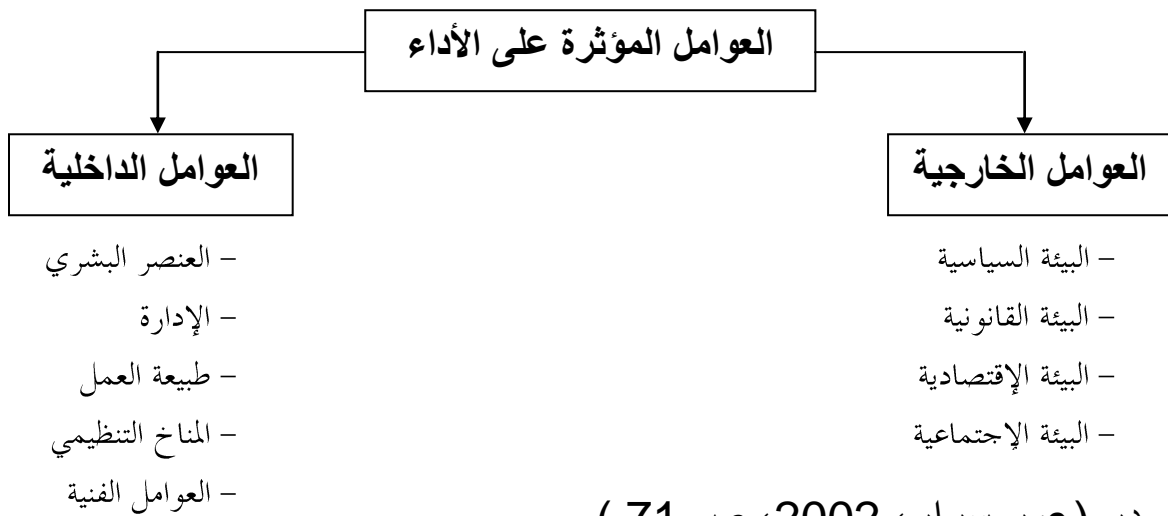 العوامل المؤثرة على الأداء
العوامل الخارجية
– البيئة السياسية
– البيئة القانونية
– البيئة الإقتصادية
– البيئة الإجتماعية
العوامل الداخلية
– العنصر البشري
– الإدارة
– طبيعة العمل
– المناخ التنظيمي
– العوامل الفنية
2002، ص 71 )